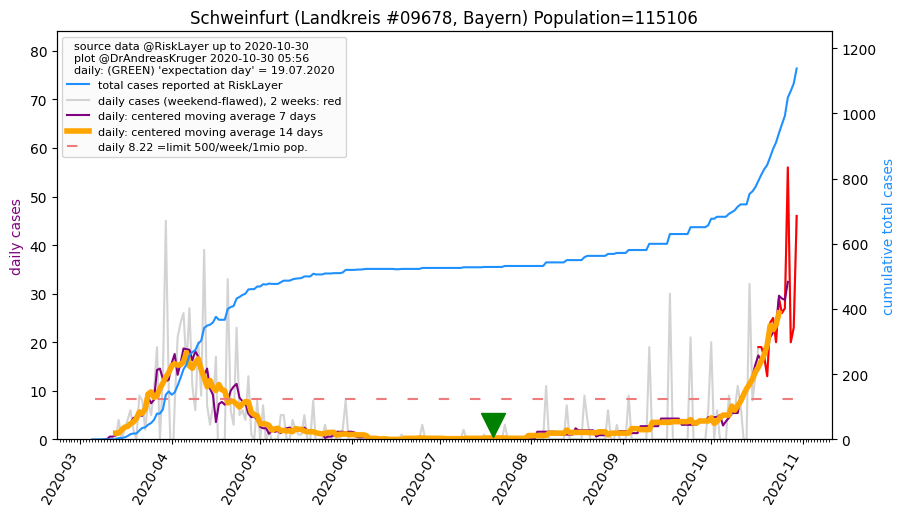 Schweinfurt (Landkreis #09678, Bayern) Population=115106
source data @RiskLayer up to 2020-10-30
plot @DrAndreasKruger 2020-10-30 05:56
daily: (GREEN) 'expectation day' = 19.07.2020
total cases reported at RiskLayer
daily cases (weekend-flawed), 2 weeks: red
daily: centered moving average 7 days
daily: centered moving average 14 days
daily 8.22 =limit 500/week/1mio pop.
daily cases
80
70
60
50
40
30
20
10
0
cumulative total cases
1200
1000
800
600
400
200
0
2020-03
2020-04
2020-05
2020-06
2020-07
2020-08
2020-09
2020-10
2020-11